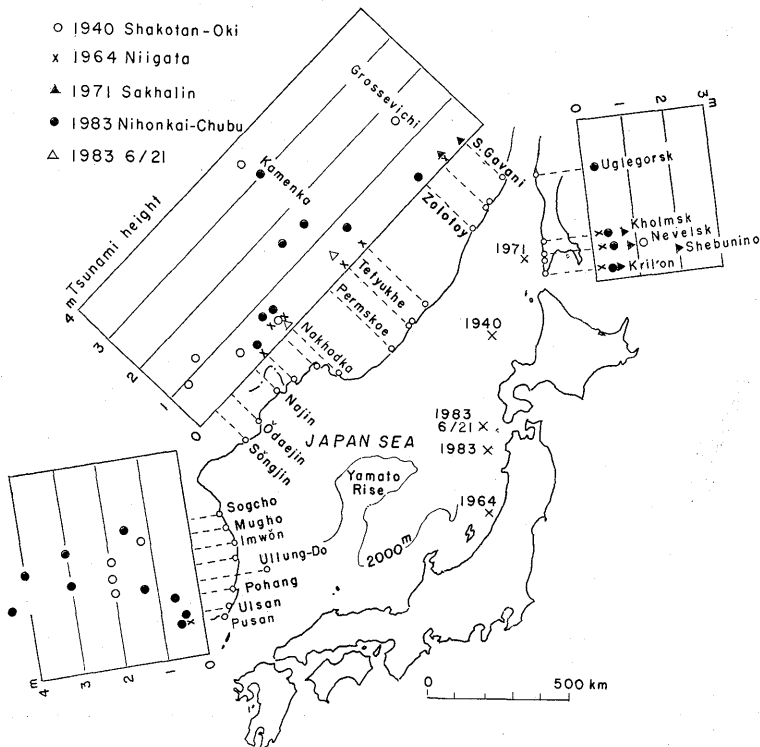 ○ 1940 Shakotan-Oki
× 1964 Niigata
▲ 1971 Sakhalin
● 1983 Nihonkai-Chubu
△ 1983 6/21
Tsunami height
4 m
3
2
1
0
Grossevichi
Kamenka
S.Gavani
Zolotoy
Tetyukhe
Permskoe
Nakhodka
Najin
Ŏdaejin
Sŏngjin
0
1
2
3
m
Uglegorsk
Kholmsk
Nevelsk
Shebunino
Kril'on
1971
1940
1983
6/21
1983
1964
JAPAN SEA
Yamato
Rise
2000 m
Sogcho
Mugho
Imwŏn
Ullung-Do
Pohang
Ulsan
Pusan
m
4
3
2
1
0
0 500 km